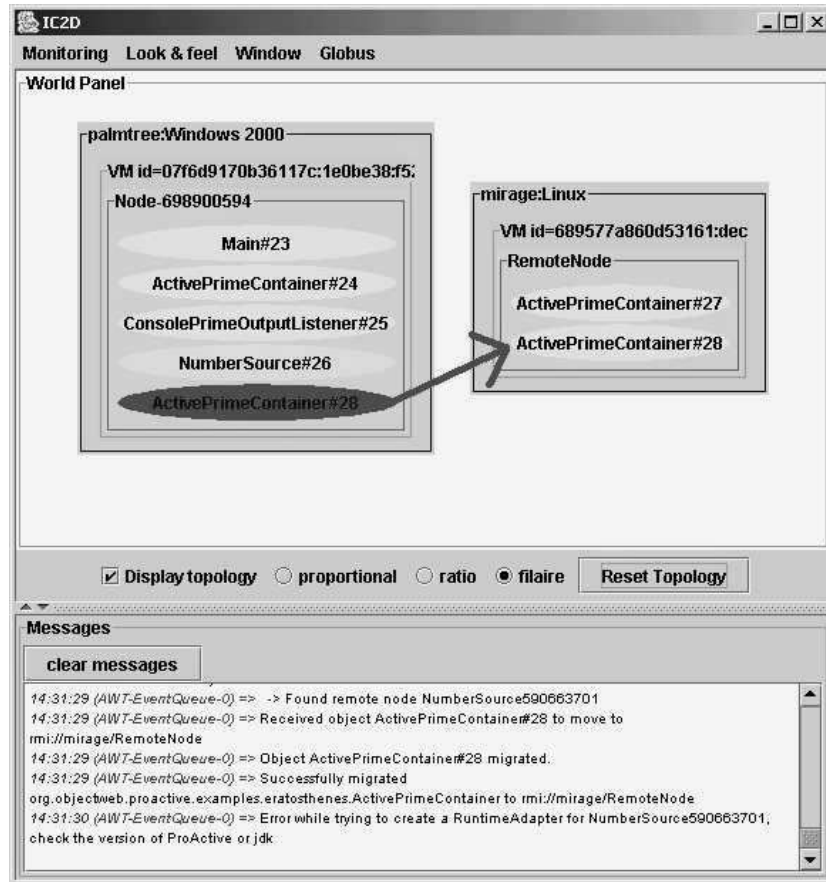 IC2D
Monitoring Look & feel Window Globus
World Panel
palmtree:Windows 2000
VM id=07f6d9170b36117c:1e0be38:f52
Node-698900594
Main#23
ActivePrimeContainer#24
ConsolePrimeOutputListener#25
NumberSource#26
ActivePrimeContainer#28
mirage:Linux
VM id=689577a860d53161:dec
RemoteNode
ActivePrimeContainer#27
ActivePrimeContainer#28
Display topology proportional ratio filaire Reset Topology
Messages
clear messages
14:31:29 (AWT-EventQueue-0) => -> Found remote node NumberSource590663701
14:31:29 (AWT-EventQueue-0) => Received object ActivePrimeContainer#28 to move to
rmi://mirage/RemoteNode
14:31:29 (AWT-EventQueue-0) => Object ActivePrimeContainer#28 migrated.
14:31:29 (AWT-EventQueue-0) => Successfully migrated
org.objectweb.proactive.examples.eratosthenes.ActivePrimeContainer to rmi://mirage/RemoteNode
14:31:30 (AWT-EventQueue-0) => Error while trying to create a RuntimeAdapter for NumberSource590663701,
check the version of ProActive or jdk